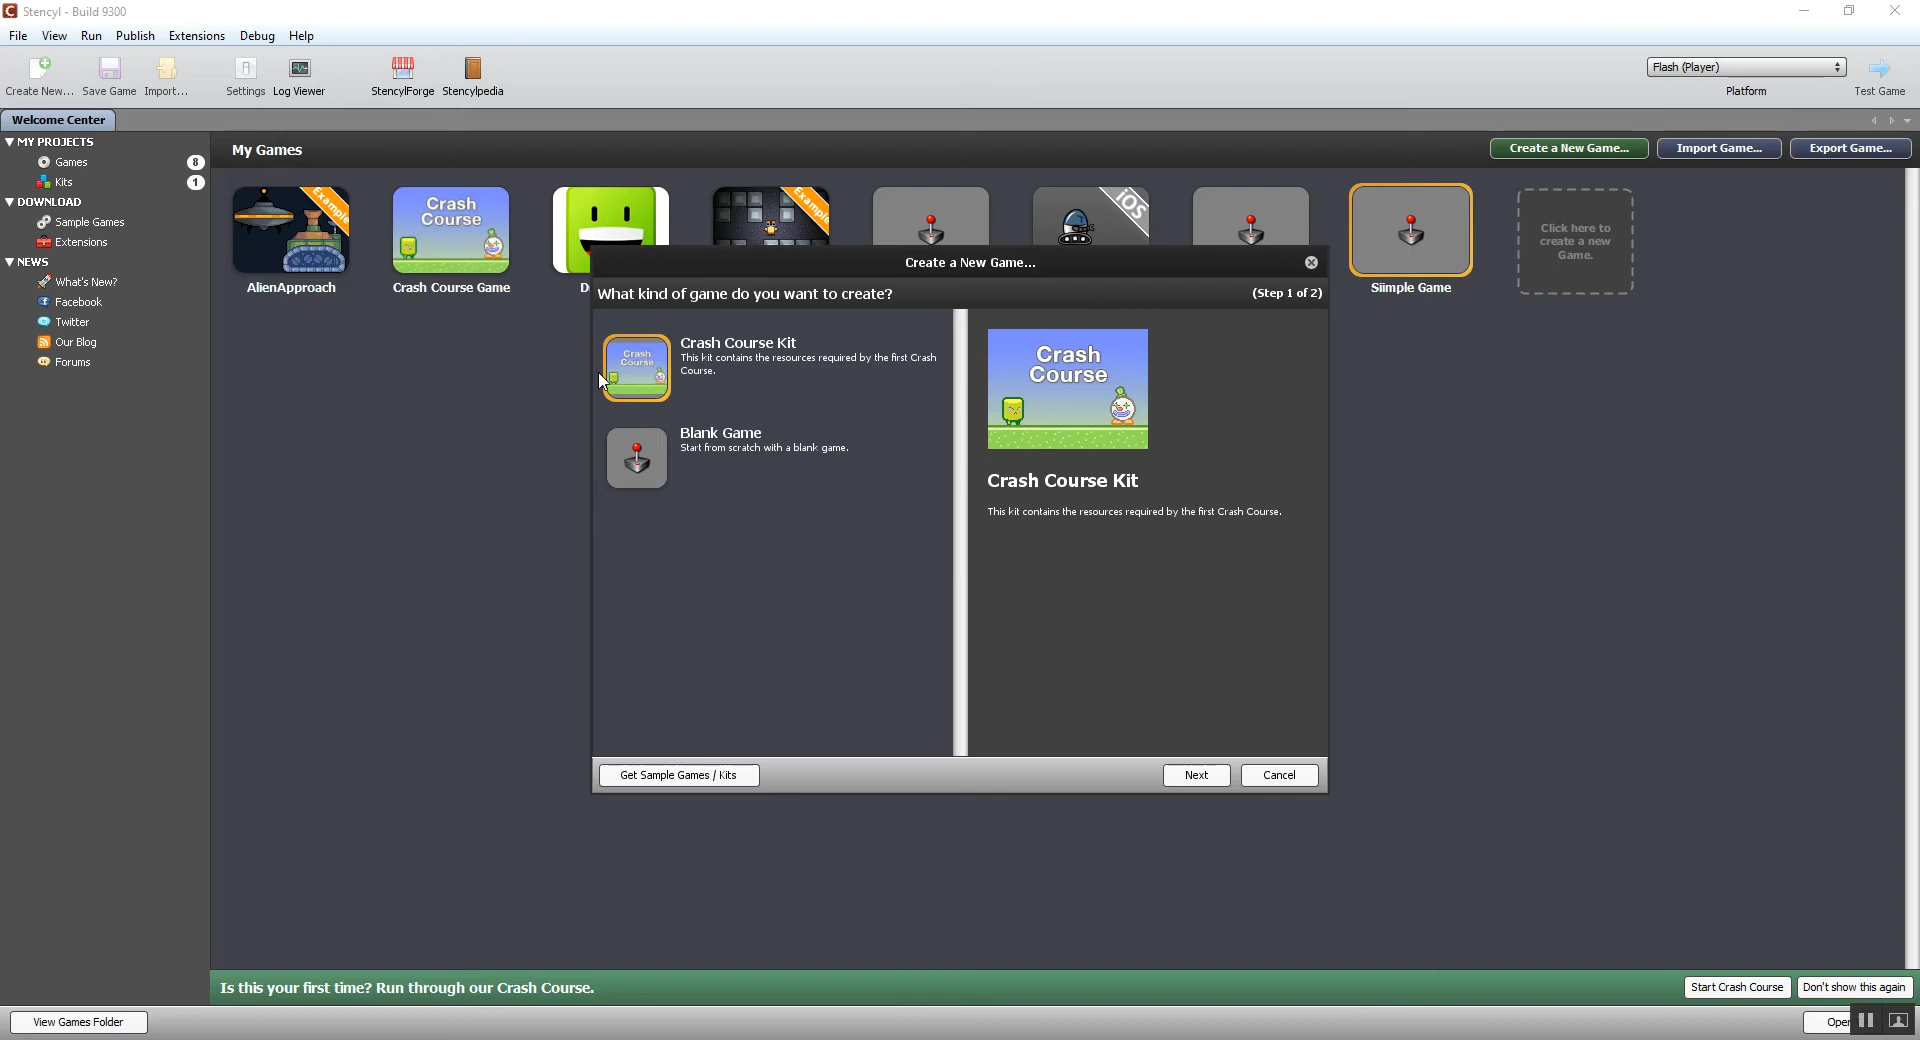 Stencyl - Build 9300
File View Run Publish Extensions Debug Help
Create New... Save Game Import... Settings Log Viewer StencylForge Stencylpedia
Flash (Player)
Platform
Test Game
Welcome Center
MY PROJECTS
Games 8
Kits 1
DOWNLOAD
Sample Games
Extensions
NEWS
What's New?
Facebook
Twitter
Our Blog
Forums
My Games
Create a New Game... Import Game... Export Game...
Example
Crash
Course
Example
iOS
AlienApproach
Crash Course Game
Siimple Game
Click here to
create a new
Game.
Create a New Game...
What kind of game do you want to create?
(Step 1 of 2)
Crash
Course
Crash Course Kit
This kit contains the resources required by the first Crash
Course.
Blank Game
Start from scratch with a blank game.
Crash
Course
Crash Course Kit
This kit contains the resources required by the first Crash Course.
Get Sample Games / Kits
Next
Cancel
Is this your first time? Run through our Crash Course.
Start Crash Course
Don't show this again
View Games Folder